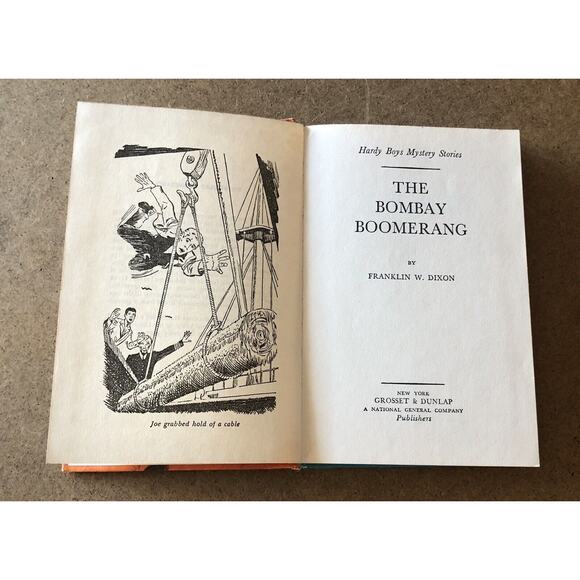 Joe grabbed hold of a cable
Hardy Boys Mystery Stories
THE
BOMBAY
BOOMERANG
BY
FRANKLIN W. DIXON
NEW YORK
GROSSET & DUNLAP
A NATIONAL GENERAL COMPANY
Publishers